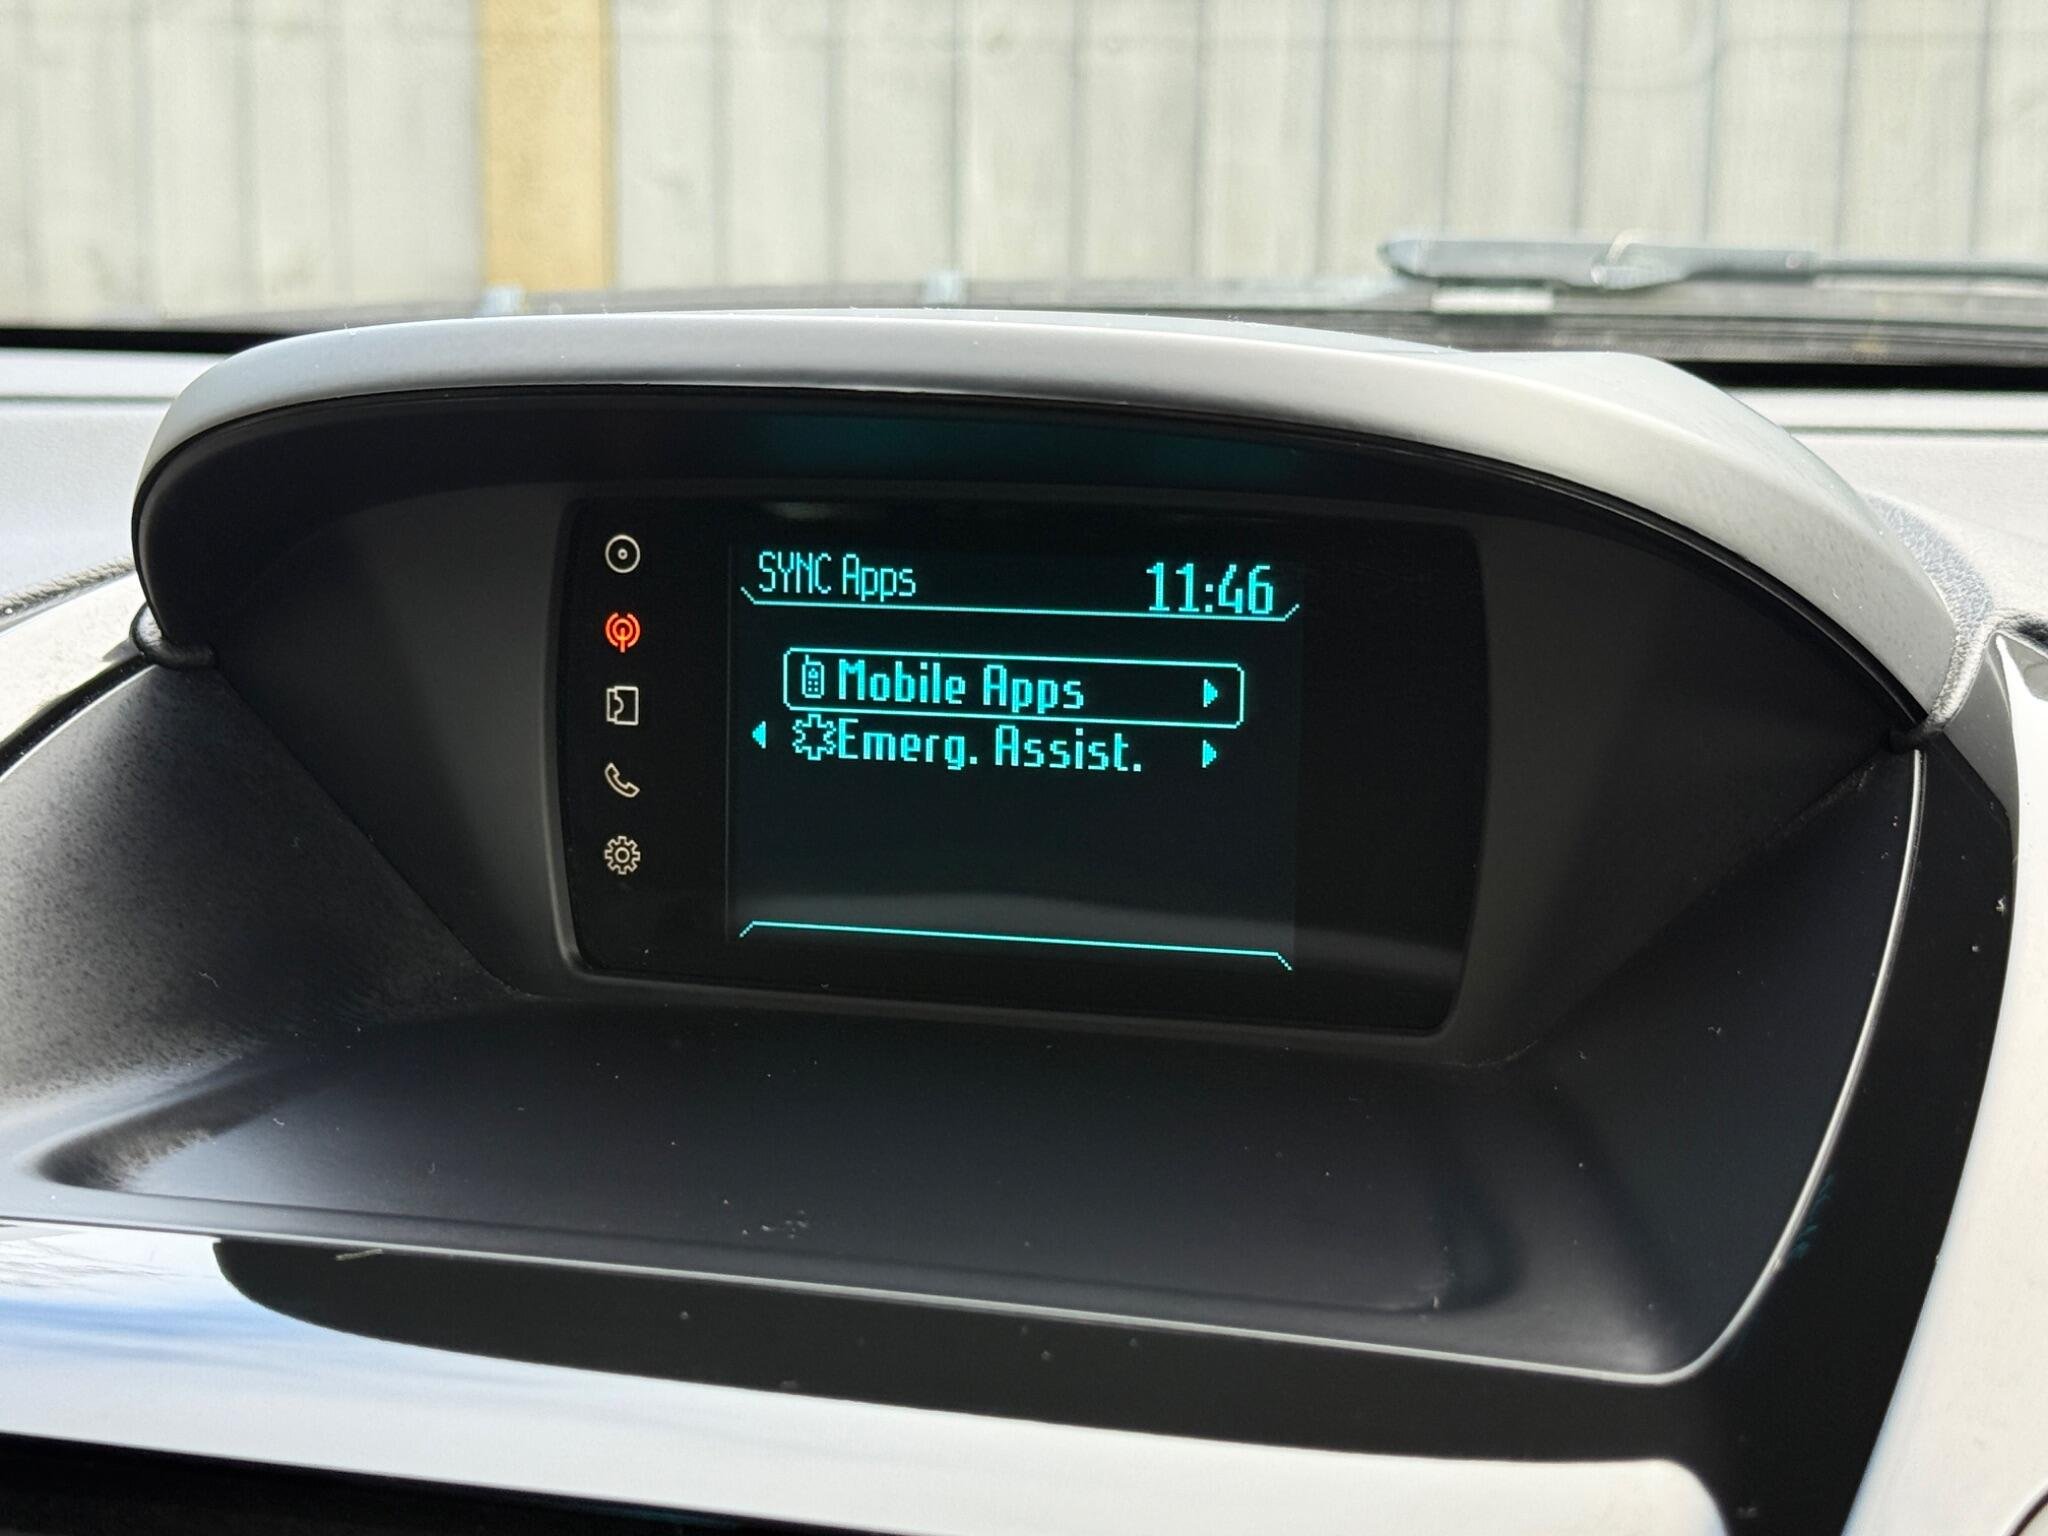 SYNC Apps
11:46
Mobile Apps
Emerg. Assist.